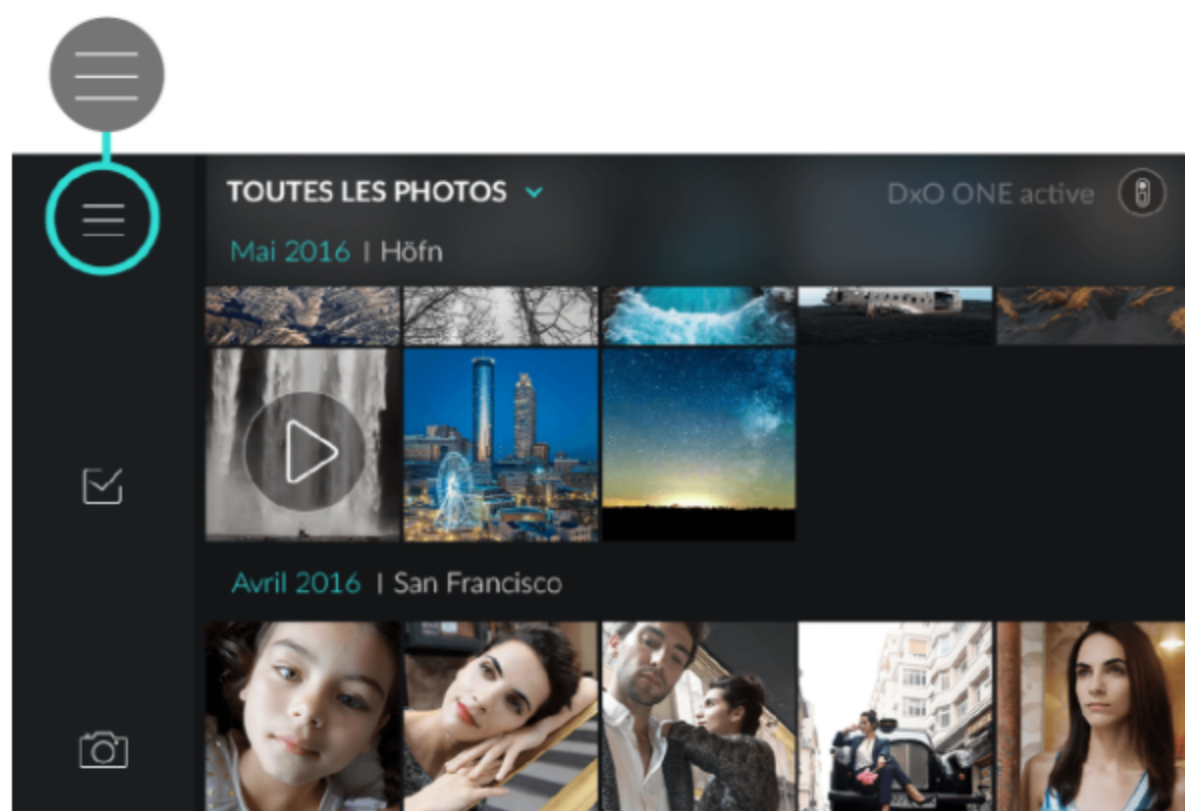 TOUTES LES PHOTOS
DxO ONE active
Mai 2016 | Höfn
Avril 2016 | San Francisco